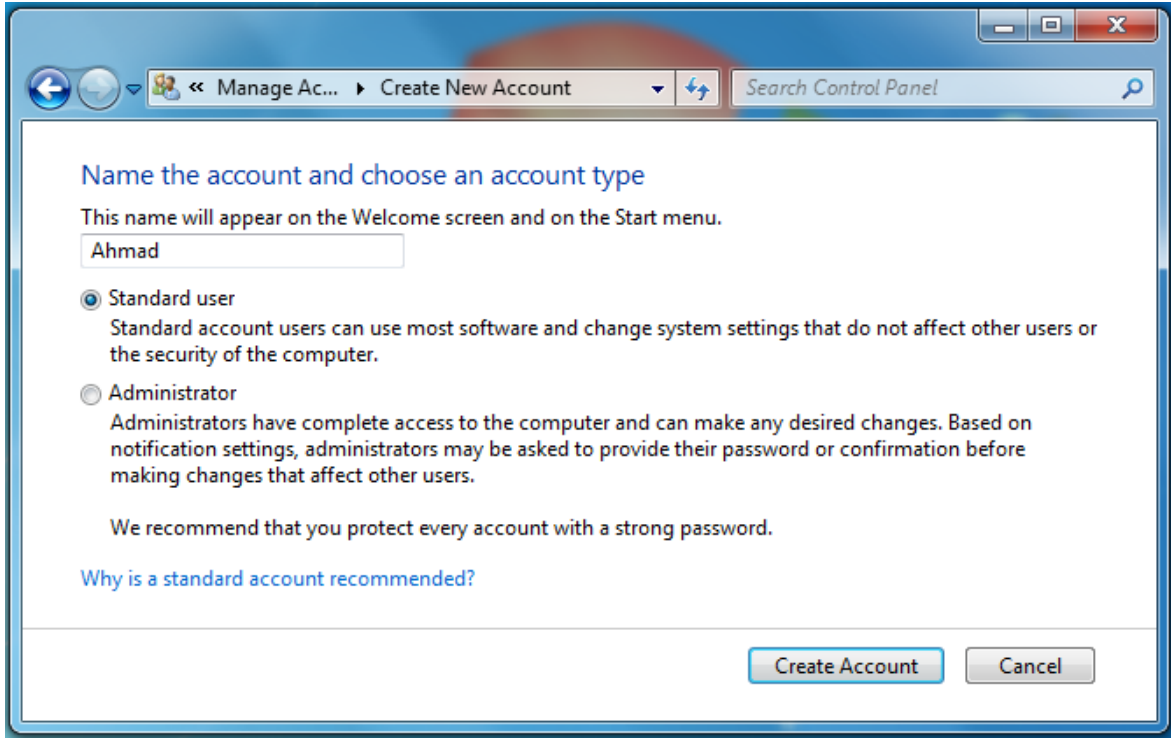 « Manage Ac... Create New Account
Search Control Panel
Name the account and choose an account type
This name will appear on the Welcome screen and on the Start menu.
Ahmad
Standard user
Standard account users can use most software and change system settings that do not affect other users or
the security of the computer.
Administrator
Administrators have complete access to the computer and can make any desired changes. Based on
notification settings, administrators may be asked to provide their password or confirmation before
making changes that affect other users.
We recommend that you protect every account with a strong password.
Why is a standard account recommended?
Create Account
Cancel